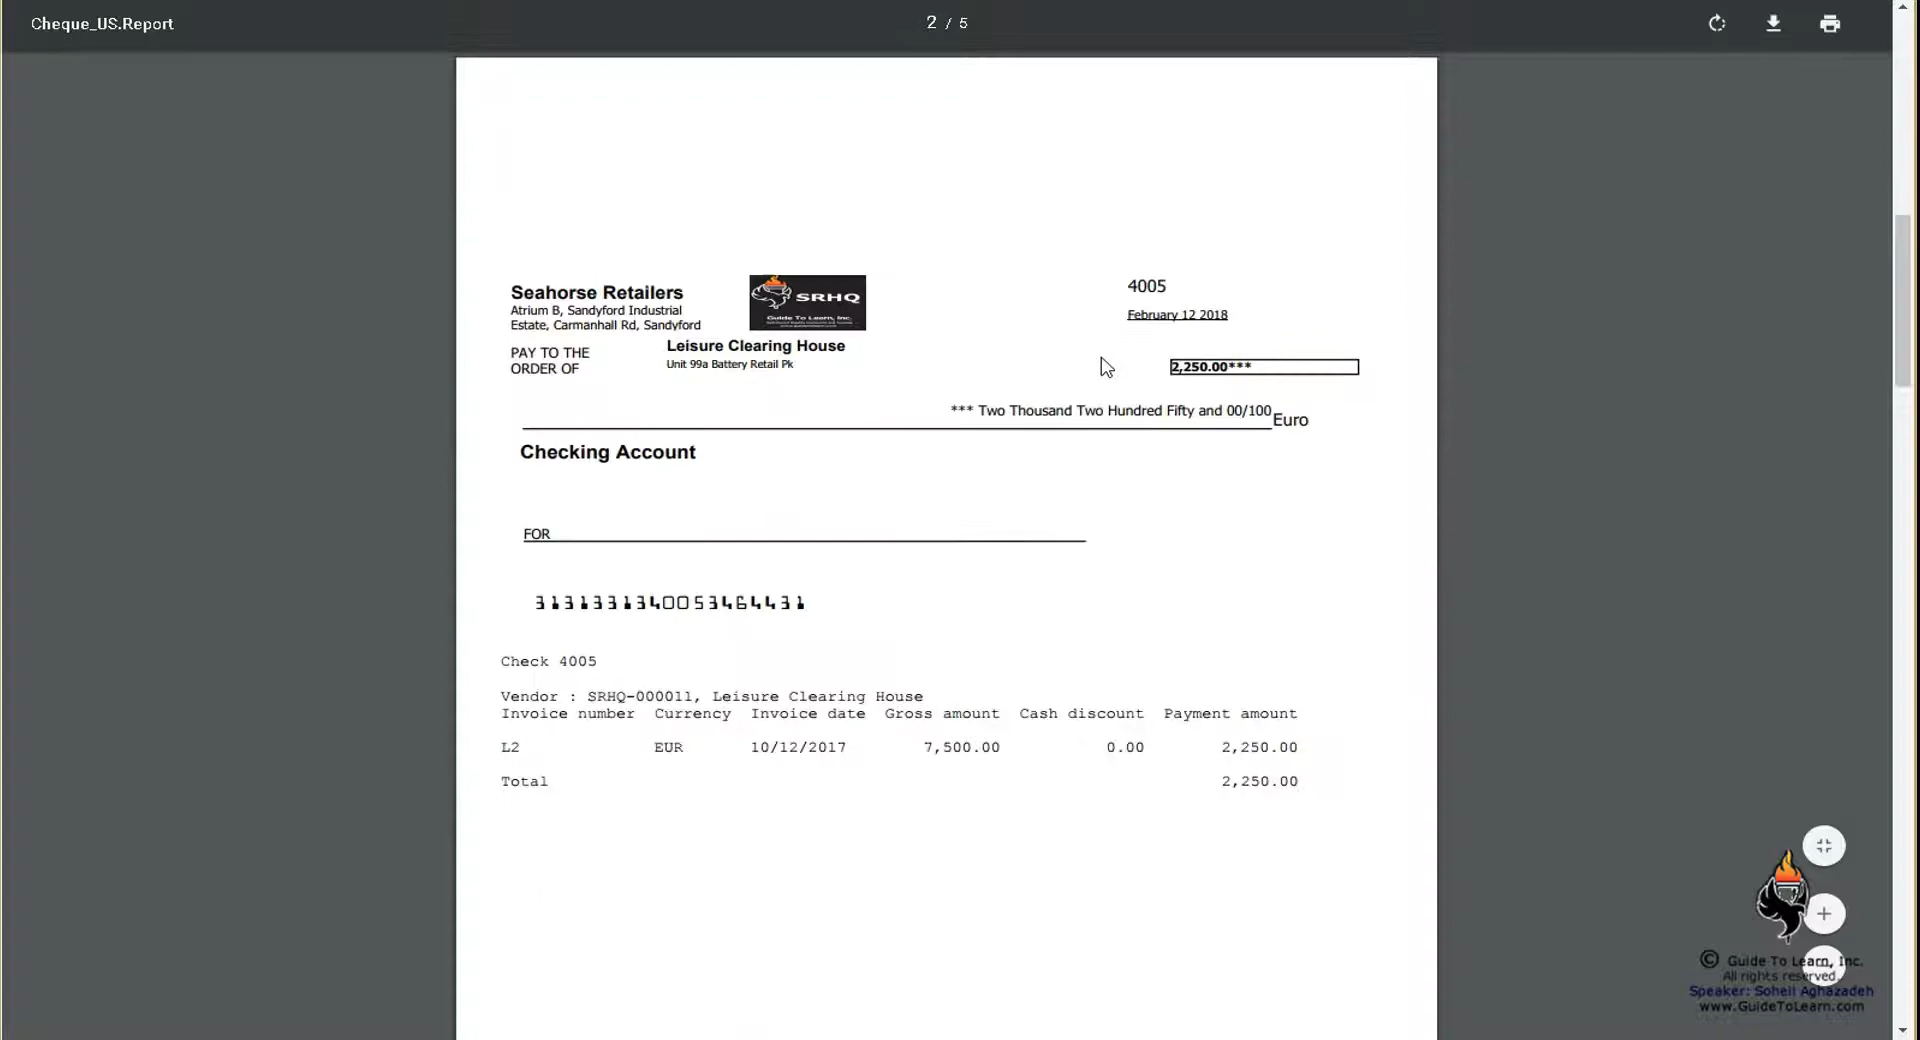 Cheque_US.Report
2 / 5
Seahorse Retailers
Atrium B, Sandyford Industrial
Estate, Carmanhall Rd, Sandyford
SRHQ
Guide To Learn, Inc.
4005
February 12 2018
PAY TO THE
ORDER OF
Leisure Clearing House
Unit 99a Battery Retail Pk
2,250.00***
*** Two Thousand Two Hundred Fifty and 00/100
Euro
Checking Account
FOR
3131331340053464431
Check 4005
Vendor : SRHQ-000011, Leisure Clearing House
Invoice number Currency Invoice date Gross amount Cash discount Payment amount
L2 EUR 10/12/2017 7,500.00 0.00 2,250.00
Total 2,250.00
© Guide To Learn, Inc.
All rights reserved.
Speaker: Soheil Aghazadeh
www.GuideToLearn.com